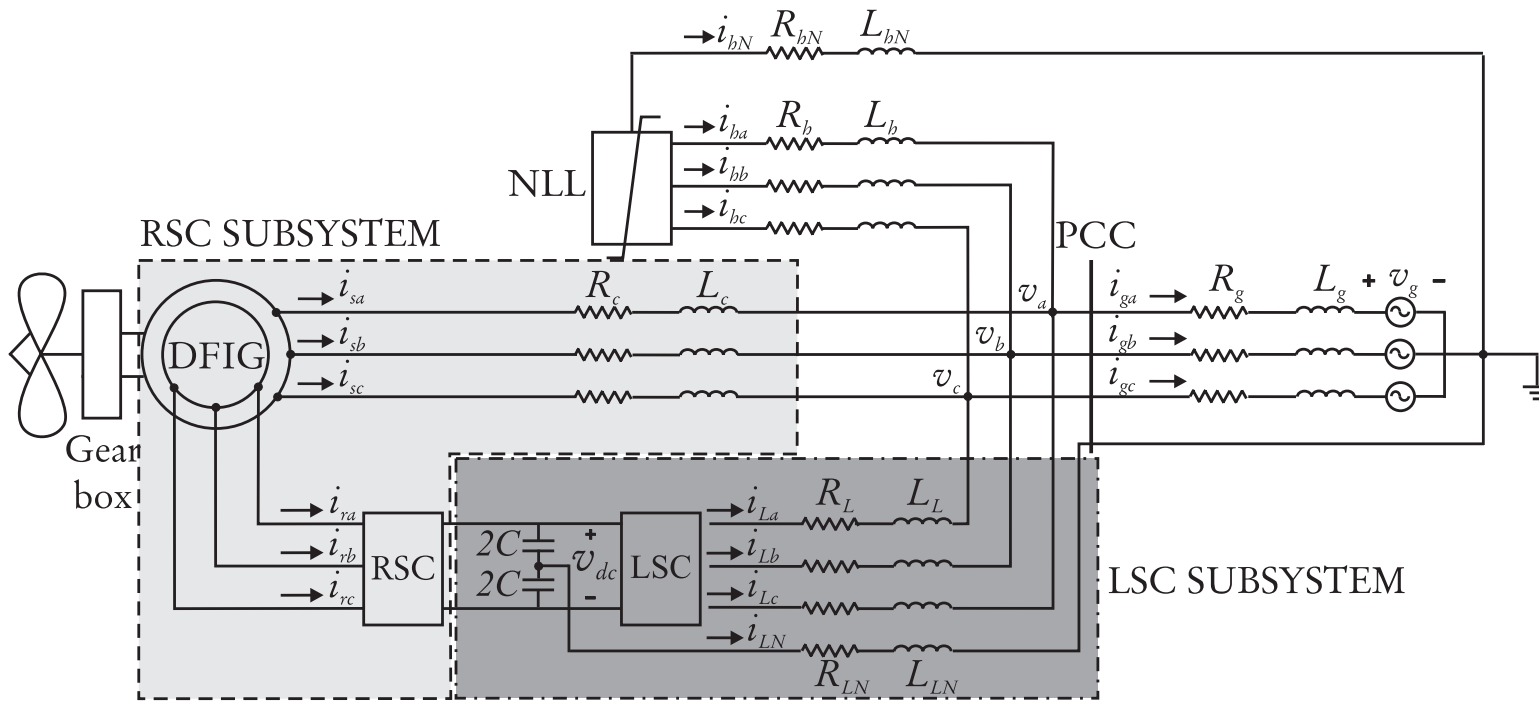 i_hN R_hN L_hN
i_ha R_h L_h
i_hb
NLL
i_hc
RSC SUBSYSTEM
PCC
i_sa R_c L_c v_a i_ga R_g L_g + v_g −
i_sb v_b i_gb
DFIG
i_sc v_c i_gc
Gear
box
i_ra i_La R_L L_L
2C + v_dc −
i_rb i_Lb
RSC LSC
2C
LSC SUBSYSTEM
i_rc i_Lc
i_LN
R_LN L_LN